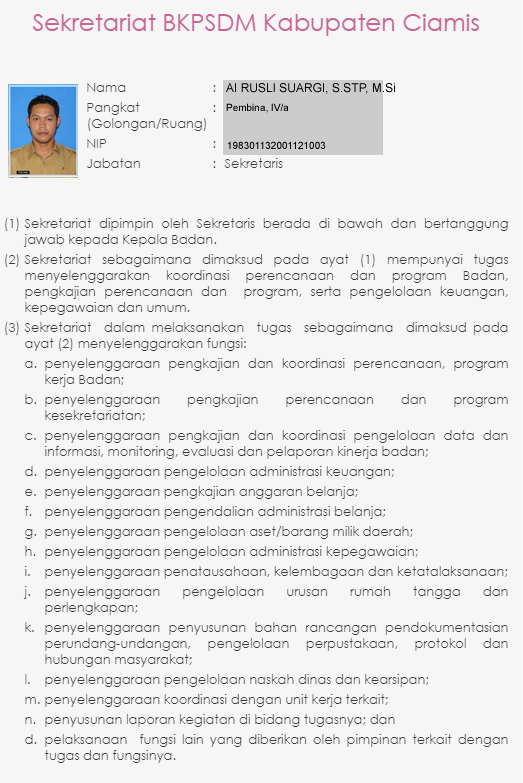 Sekretariat BKPSDM Kabupaten Ciamis
Nama : AI RUSLI SUARGI, S.STP, M.Si
Pangkat : Pembina, IV/a
(Golongan/Ruang)
NIP : 198301132001121003
Jabatan : Sekretaris
(1) Sekretariat dipimpin oleh Sekretaris berada di bawah dan bertanggung
jawab kepada Kepala Badan.
(2) Sekretariat sebagaimana dimaksud pada ayat (1) mempunyai tugas
menyelenggarakan koordinasi perencanaan dan program Badan,
pengkajian perencanaan dan program, serta pengelolaan keuangan,
kepegawaian dan umum.
(3) Sekretariat dalam melaksanakan tugas sebagaimana dimaksud pada
ayat (2) menyelenggarakan fungsi:
a. penyelenggaraan pengkajian dan koordinasi perencanaan, program
kerja Badan;
b. penyelenggaraan pengkajian perencanaan dan program
kesekretariatan;
c. penyelenggaraan pengkajian dan koordinasi pengelolaan data dan
informasi, monitoring, evaluasi dan pelaporan kinerja badan;
d. penyelenggaraan pengelolaan administrasi keuangan;
e. penyelenggaraan pengkajian anggaran belanja;
f. penyelenggaraan pengendalian administrasi belanja;
g. penyelenggaraan pengelolaan aset/barang milik daerah;
h. penyelenggaraan pengelolaan administrasi kepegawaian;
i. penyelenggaraan penatausahaan, kelembagaan dan ketatalaksanaan;
j. penyelenggaraan pengelolaan urusan rumah tangga dan
perlengkapan;
k. penyelenggaraan penyusunan bahan rancangan pendokumentasian
perundang-undangan, pengelolaan perpustakaan, protokol dan
hubungan masyarakat;
l. penyelenggaraan pengelolaan naskah dinas dan kearsipan;
m. penyelenggaraan koordinasi dengan unit kerja terkait;
n. penyusunan laporan kegiatan di bidang tugasnya; dan
d. pelaksanaan fungsi lain yang diberikan oleh pimpinan terkait dengan
tugas dan fungsinya.